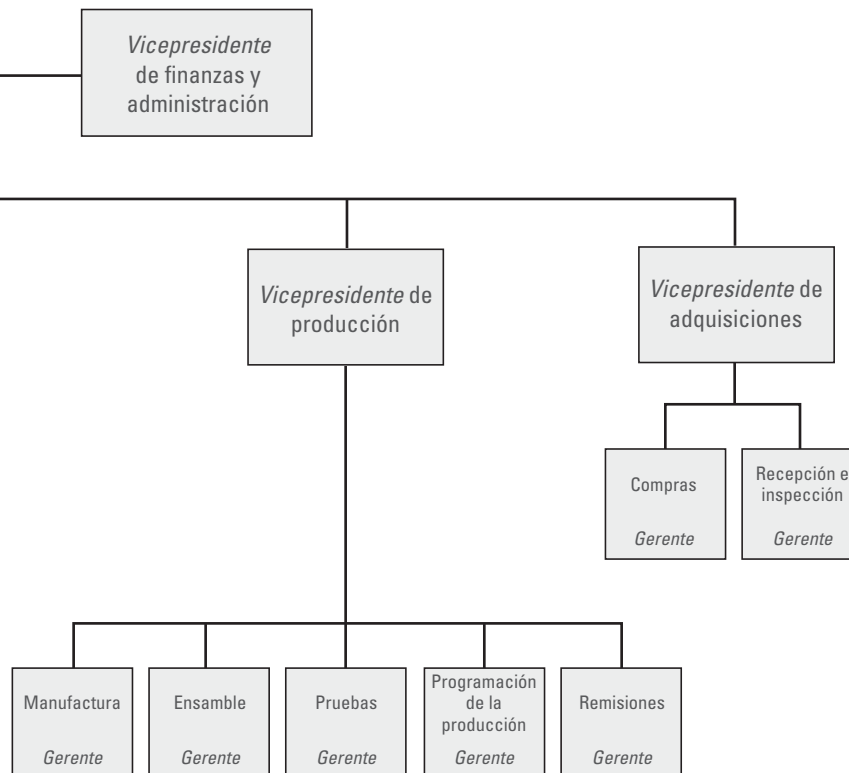 Vicepresidente
de finanzas y
administración
Vicepresidente de
producción
Vicepresidente de
adquisiciones
Compras
Gerente
Recepción e
inspección
Gerente
Manufactura
Gerente
Ensamble
Gerente
Pruebas
Gerente
Programación
de la
producción
Gerente
Remisiones
Gerente